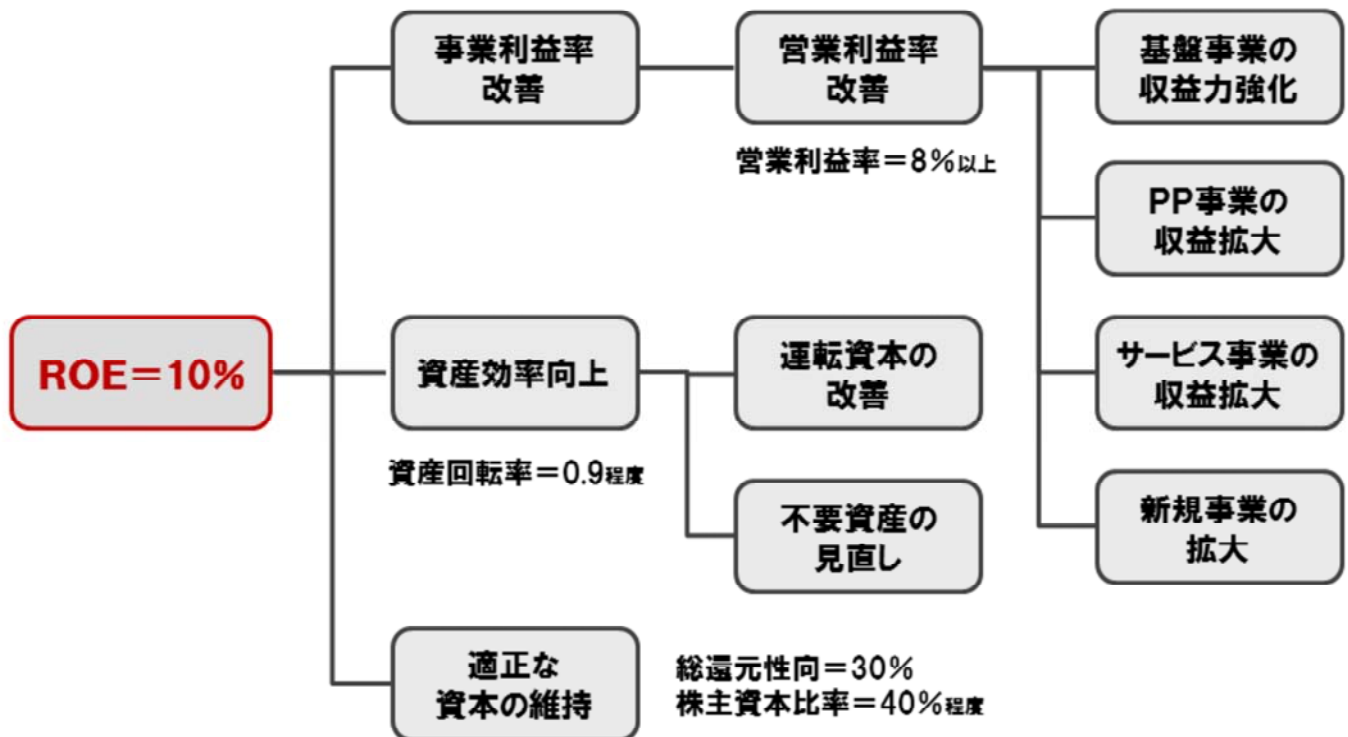 事業利益率
改善
営業利益率
改善
営業利益率＝8%以上
基盤事業の
収益力強化
PP事業の
収益拡大
サービス事業の
収益拡大
新規事業の
拡大
ROE＝10%
資産効率向上
資産回転率＝0.9程度
運転資本の
改善
不要資産の
見直し
適正な
資本の維持
総還元性向＝30%
株主資本比率＝40%程度